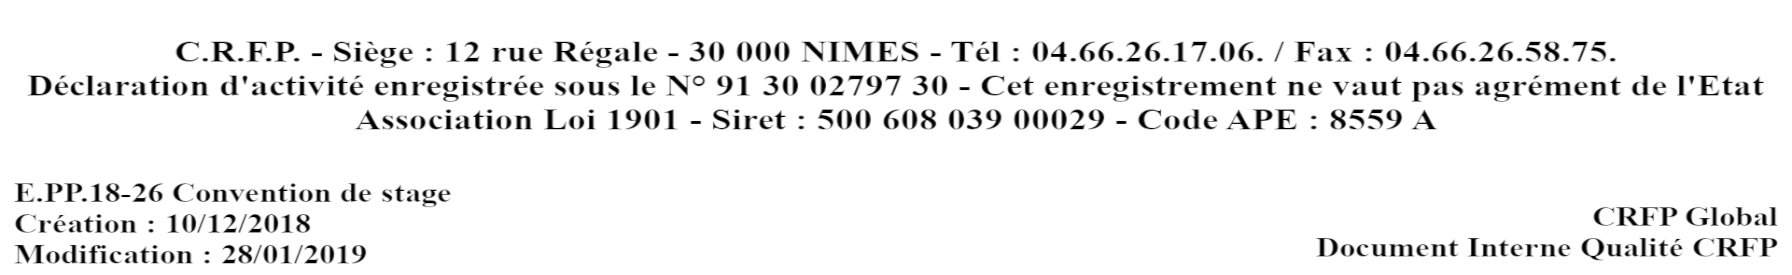 C.R.F.P. - Siège : 12 rue Régale - 30 000 NIMES - Tél : 04.66.26.17.06. / Fax : 04.66.26.58.75.
Déclaration d'activité enregistrée sous le N° 91 30 02797 30 - Cet enregistrement ne vaut pas agrément de l'Etat
Association Loi 1901 - Siret : 500 608 039 00029 - Code APE : 8559 A
E.PP.18-26 Convention de stage
Création : 10/12/2018
Modification : 28/01/2019
CRFP Global
Document Interne Qualité CRFP